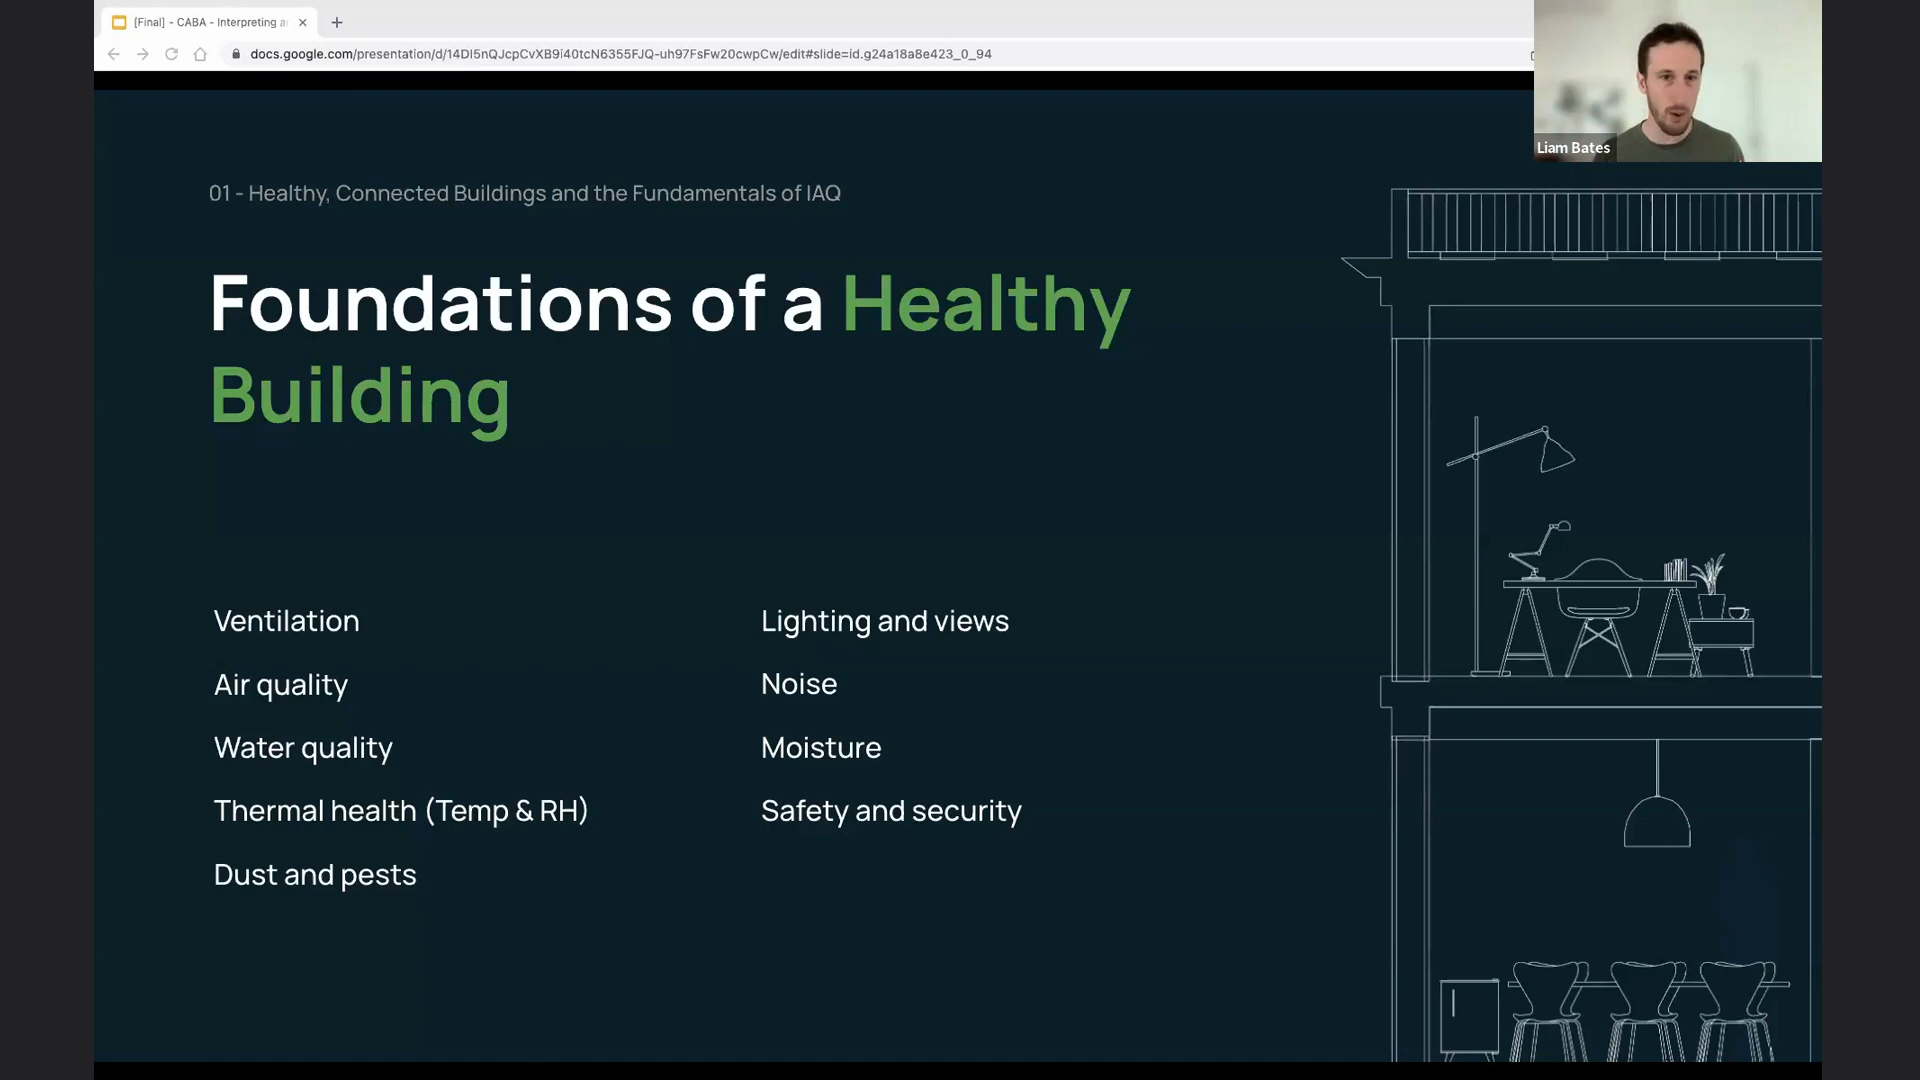 [Final] - CABA - Interpreting a
docs.google.com/presentation/d/14DI5nQJcpCvXB9i40tcN6355FJQ-uh97FsFw20cwpCw/edit#slide=id.g24a18a8e423_0_94
Liam Bates
01 - Healthy, Connected Buildings and the Fundamentals of IAQ
Foundations of a Healthy
Building
Ventilation
Air quality
Water quality
Thermal health (Temp & RH)
Dust and pests
Lighting and views
Noise
Moisture
Safety and security